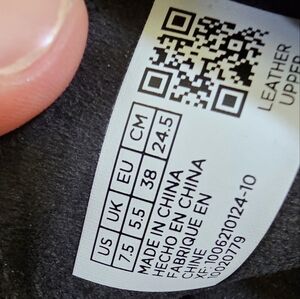 US UK EU CM
7.5 5.5 38 24.5
MADE IN CHINA
HECHO EN CHINA
FABRIQUE EN
CHINE
XF-1006210124-10
10020779
LEATHER
UPPER